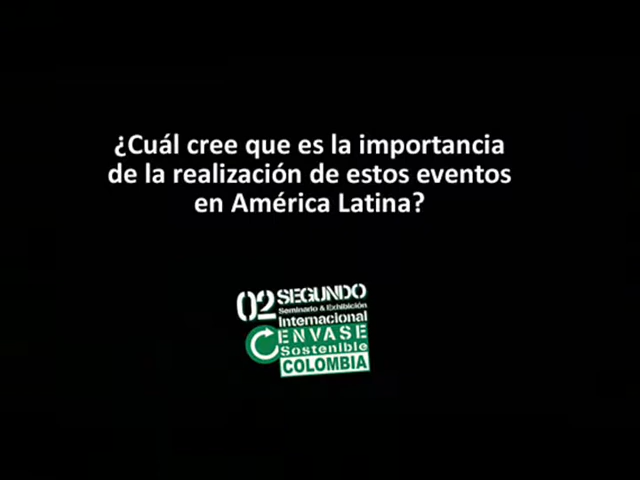 ¿Cuál cree que es la importancia
de la realización de estos eventos
en América Latina?
02 SEGUNDO
Seminario & Exhibición
Internacional
ENVASE
Sostenible
COLOMBIA